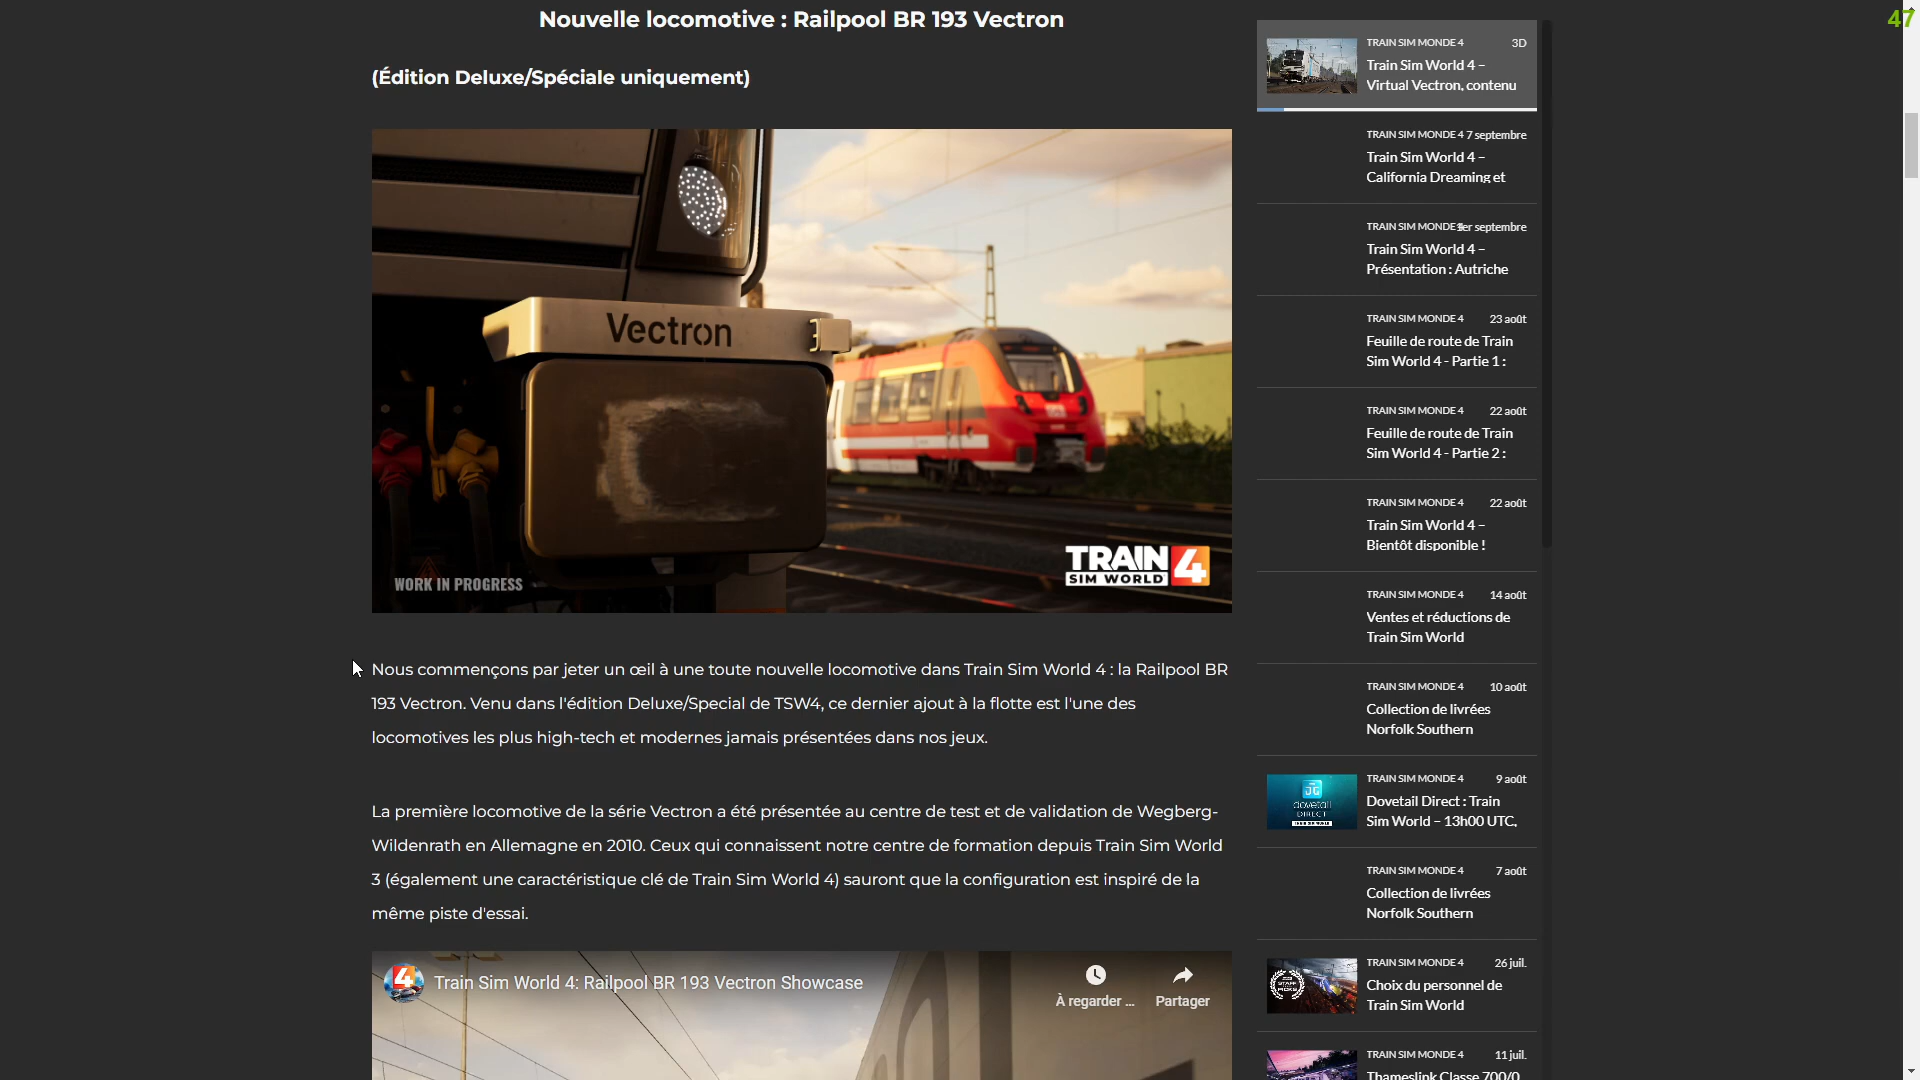 47
Nouvelle locomotive : Railpool BR 193 Vectron
(Édition Deluxe/Spéciale uniquement)
Vectron
WORK IN PROGRESS
TRAIN
SIM WORLD
4
Nous commençons par jeter un œil à une toute nouvelle locomotive dans Train Sim World 4 : la Railpool BR
193 Vectron. Venu dans l'édition Deluxe/Special de TSW4, ce dernier ajout à la flotte est l'une des
locomotives les plus high-tech et modernes jamais présentées dans nos jeux.
La première locomotive de la série Vectron a été présentée au centre de test et de validation de Wegberg-
Wildenrath en Allemagne en 2010. Ceux qui connaissent notre centre de formation depuis Train Sim World
3 (également une caractéristique clé de Train Sim World 4) sauront que la configuration est inspiré de la
même piste d'essai.
4
Train Sim World 4: Railpool BR 193 Vectron Showcase
À regarder ...
Partager
TRAIN SIM MONDE 4 3D
Train Sim World 4 –
Virtual Vectron, contenu
TRAIN SIM MONDE 4 7 septembre
Train Sim World 4 –
California Dreaming et
TRAIN SIM MONDE 4 1er septembre
Train Sim World 4 –
Présentation : Autriche
TRAIN SIM MONDE 4 23 août
Feuille de route de Train
Sim World 4 - Partie 1 :
TRAIN SIM MONDE 4 22 août
Feuille de route de Train
Sim World 4 - Partie 2 :
TRAIN SIM MONDE 4 22 août
Train Sim World 4 –
Bientôt disponible !
TRAIN SIM MONDE 4 14 août
Ventes et réductions de
Train Sim World
TRAIN SIM MONDE 4 10 août
Collection de livrées
Norfolk Southern
TRAIN SIM MONDE 4 9 août
dovetail
DIRECT
Dovetail Direct : Train
Sim World – 13h00 UTC,
TRAIN SIM MONDE 4 7 août
Collection de livrées
Norfolk Southern
TRAIN SIM MONDE 4 26 juil.
STAFF
PICKS
Choix du personnel de
Train Sim World
TRAIN SIM MONDE 4 11 juil.
Thameslink Classe 700/0